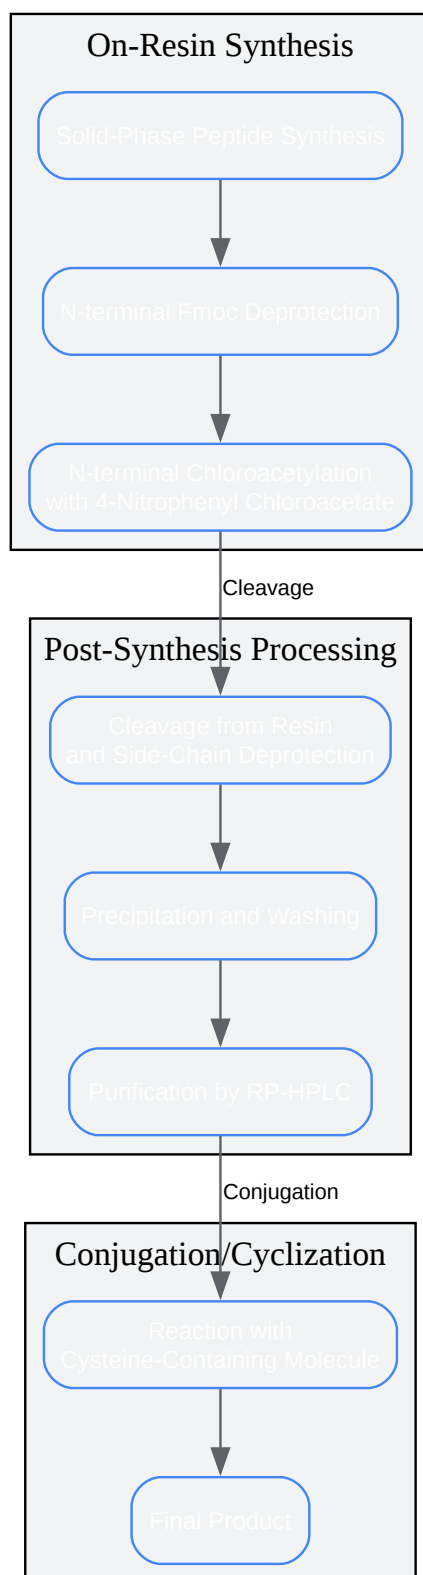 On-Resin Synthesis
Solid-Phase Peptide Synthesis
N-terminal Fmoc Deprotection
N-terminal Chloroacetylation
with 4-Nitrophenyl Chloroacetate
Cleavage
Post-Synthesis Processing
Cleavage from Resin
and Side-Chain Deprotection
Precipitation and Washing
Purification by RP-HPLC
Conjugation
Conjugation/Cyclization
Reaction with
Cysteine-Containing Molecule
Final Product